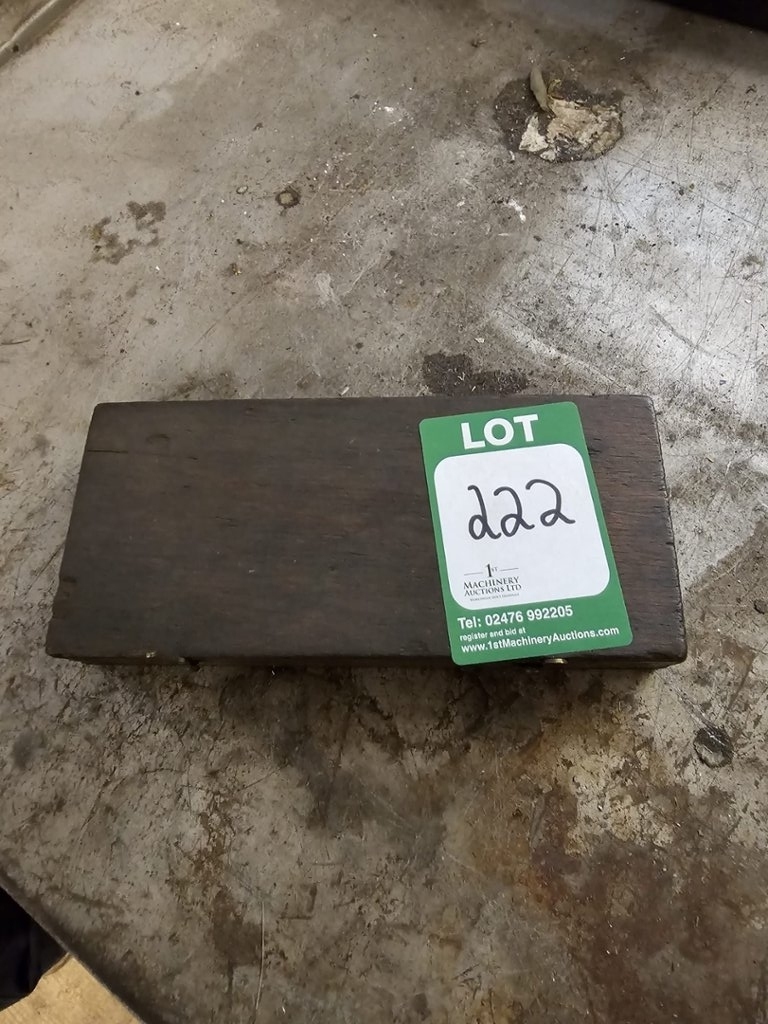 LOT
222
1ST
MACHINERY
AUCTIONS LTD
Tel: 02476 992205
register and bid at
www.1stMachineryAuctions.com